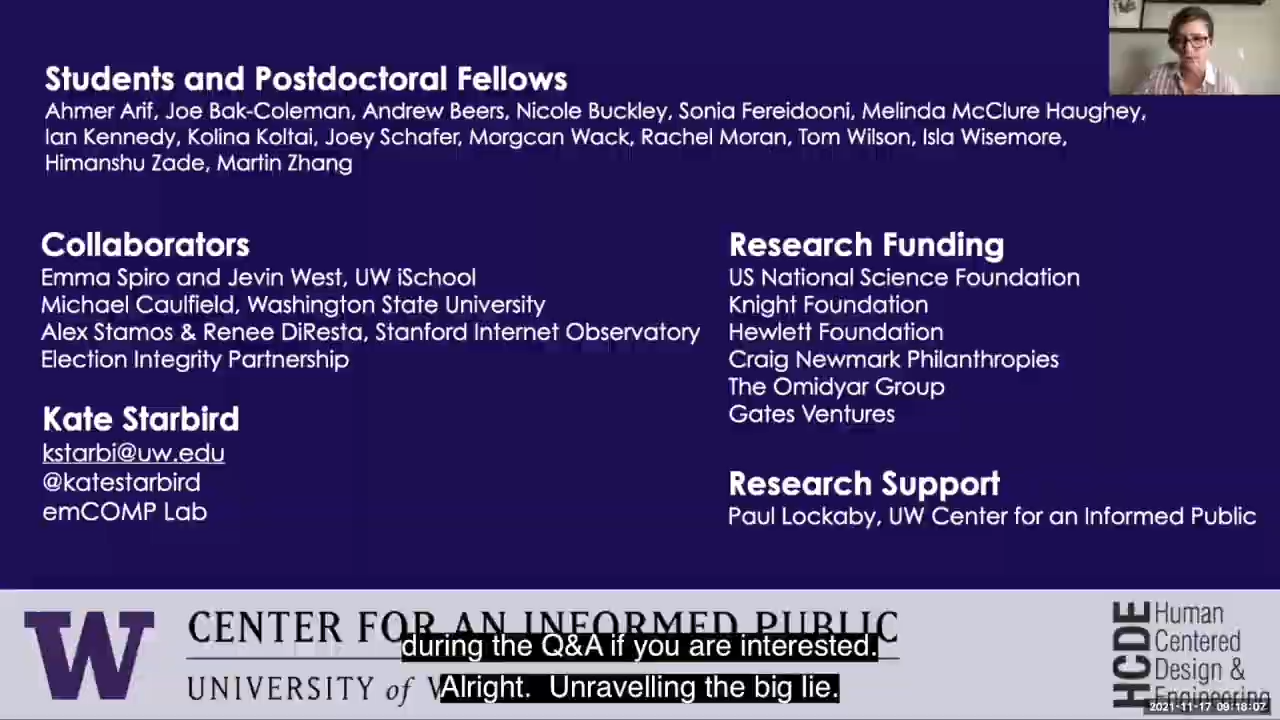 Students and Postdoctoral Fellows
Ahmer Arif, Joe Bak-Coleman, Andrew Beers, Nicole Buckley, Sonia Fereidooni, Melinda McClure Haughey,
Ian Kennedy, Kolina Koltai, Joey Schafer, Morgcan Wack, Rachel Moran, Tom Wilson, Isla Wisemore,
Himanshu Zade, Martin Zhang
Collaborators
Emma Spiro and Jevin West, UW iSchool
Michael Caulfield, Washington State University
Alex Stamos & Renee DiResta, Stanford Internet Observatory
Election Integrity Partnership
Kate Starbird
kstarbi@uw.edu
@katestarbird
emCOMP Lab
Research Funding
US National Science Foundation
Knight Foundation
Hewlett Foundation
Craig Newmark Philanthropies
The Omidyar Group
Gates Ventures
Research Support
Paul Lockaby, UW Center for an Informed Public
W
CENTER FOR AN INFORMED PUBLIC
UNIVERSITY of
during the Q&A if you are interested.
Alright. Unravelling the big lie.
HCDE
Human
Centered
Design &
Engineering
2021-11-17 09:18:07